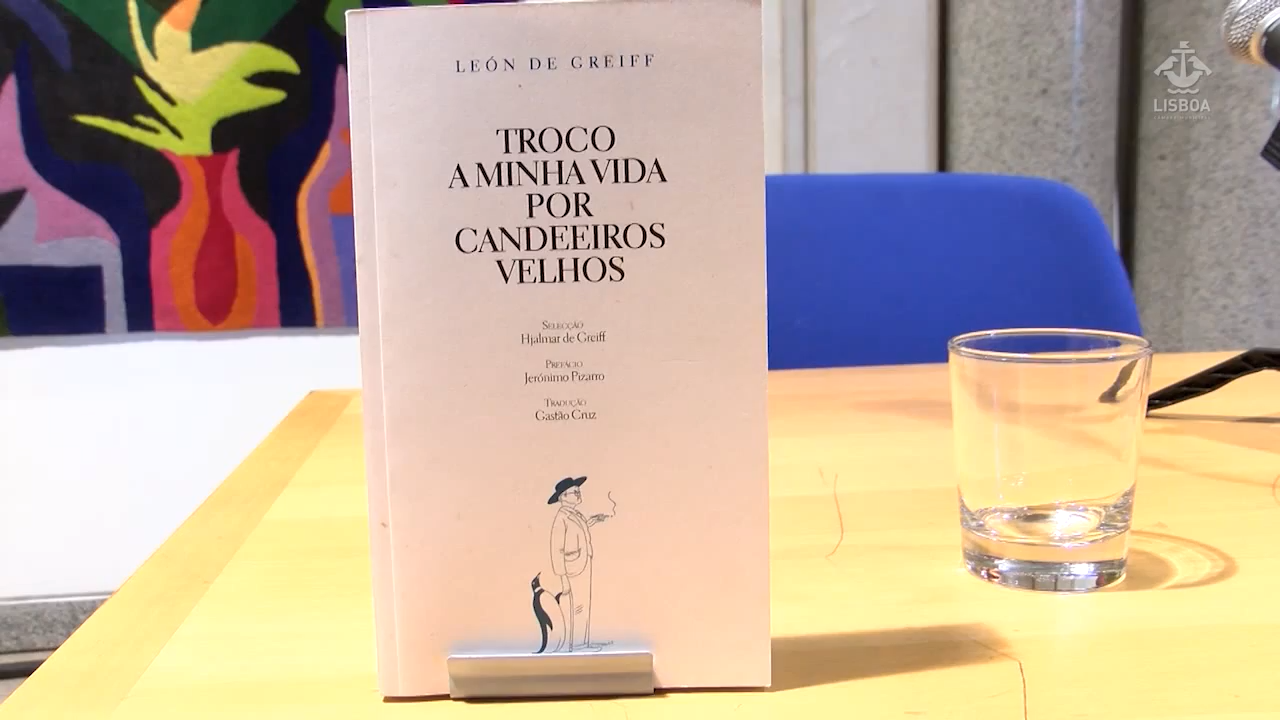 LEÓN DE GREIFF
TROCO
A MINHA VIDA
POR
CANDEEIROS
VELHOS
SELECÇÃO
Hjalmar de Greiff
PREFÁCIO
Jerónimo Pizarro
TRADUÇÃO
Gastão Cruz
LISBOA